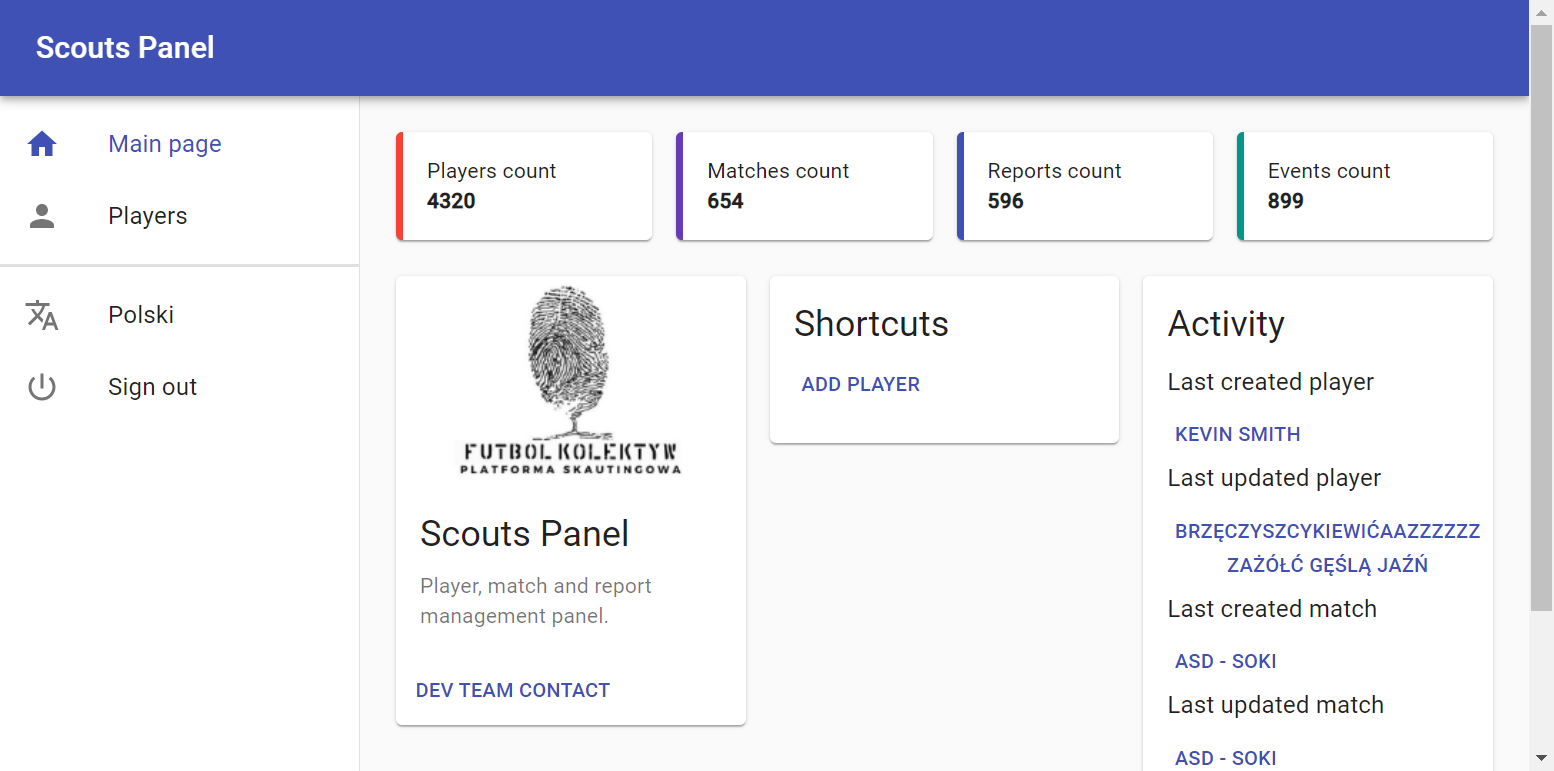 Scouts Panel
Main page
Players
Polski
Sign out
Players count
4320
Matches count
654
Reports count
596
Events count
899
FUTBOL KOLEKTYW
PLATFORMA SKAUTINGOWA
Scouts Panel
Player, match and report
management panel.
DEV TEAM CONTACT
Shortcuts
ADD PLAYER
Activity
Last created player
KEVIN SMITH
Last updated player
BRZĘCZYSZCYKIEWIĆAAZZZZZZ
ZAŻÓŁĆ GĘŚLĄ JAŹŃ
Last created match
ASD - SOKI
Last updated match
ASD - SOKI